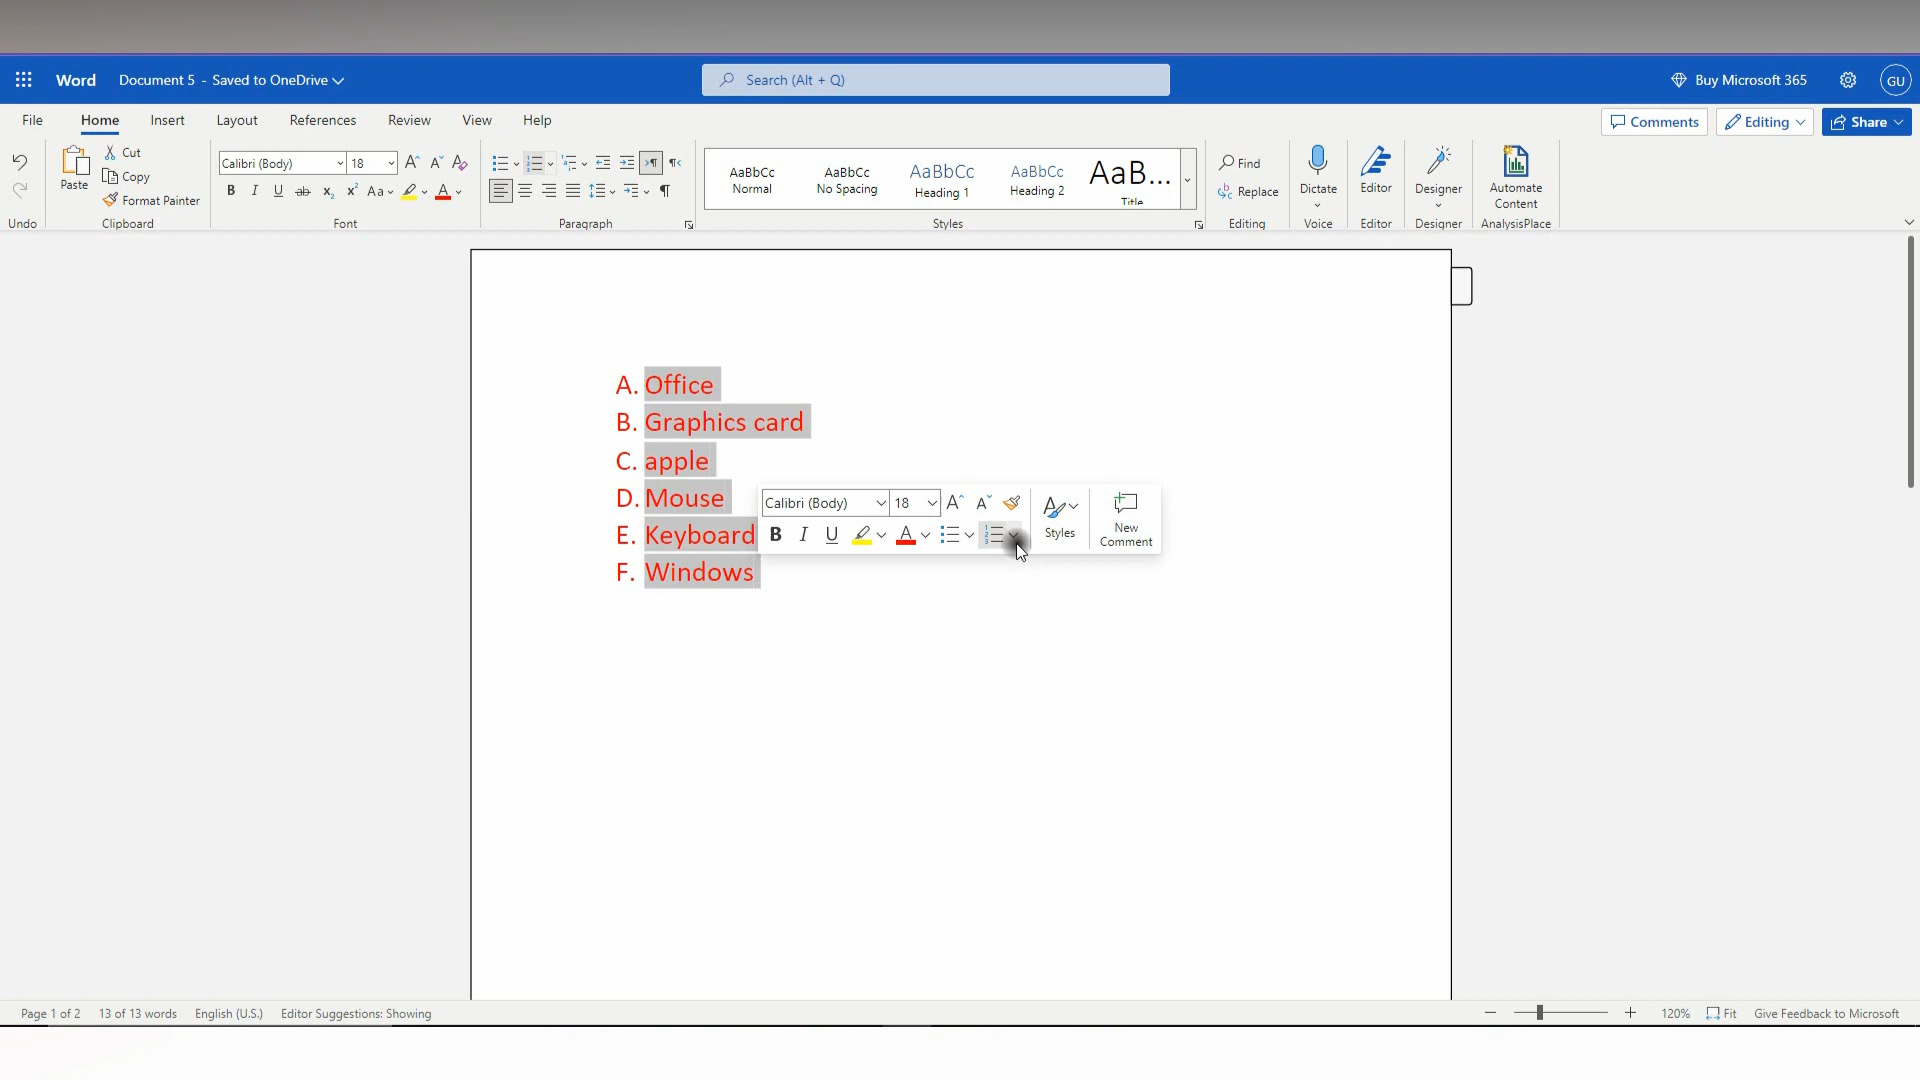 Word Document 5 - Saved to OneDrive Search (Alt + Q) Buy Microsoft 365 GU
File Home Insert Layout References Review View Help Comments Editing Share
Paste Cut Copy Format Painter
Calibri (Body) 18
B I U ab x₂ x² Aa A
AaBbCc Normal
AaBbCc No Spacing
AaBbCc Heading 1
AaBbCc Heading 2
AaB... Title
Find
Replace
Dictate
Editor
Designer
Automate Content
Undo Clipboard Font Paragraph Styles Editing Voice Editor Designer AnalysisPlace
A. Office
B. Graphics card
C. apple
D. Mouse
E. Keyboard
F. Windows
Calibri (Body) 18 A A
B I U A
Styles
New Comment
Page 1 of 2 13 of 13 words English (U.S.) Editor Suggestions: Showing 120% Fit Give Feedback to Microsoft